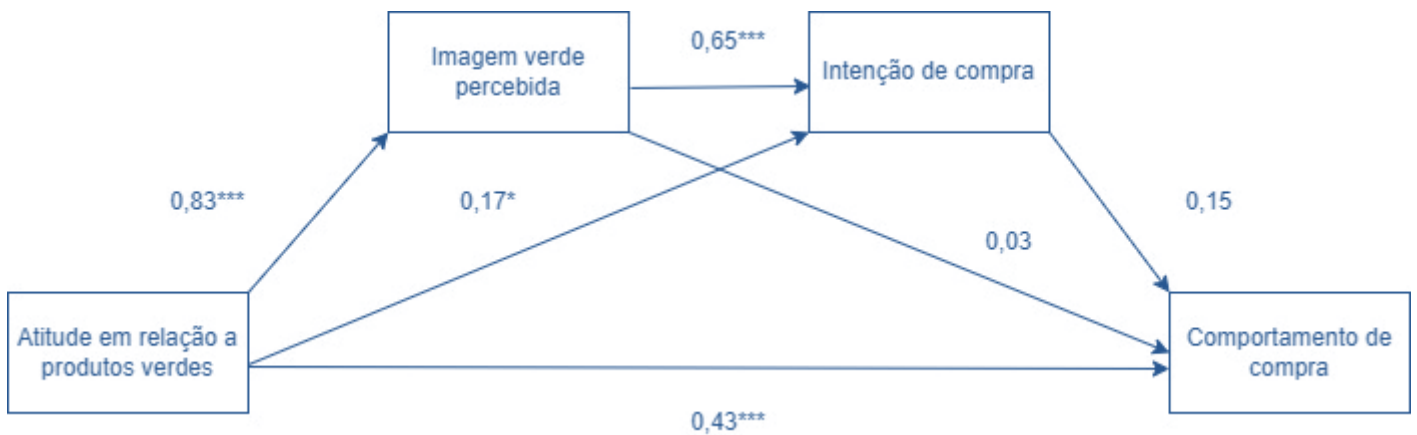 Imagem verde
percebida
0,65***
Intenção de compra
0,83***
0,17*
0,15
0,03
Atitude em relação a
produtos verdes
Comportamento de
compra
0,43***